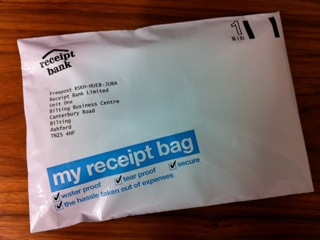 receipt
bank
1
Freepost RSKH-HUEB-JUBA
Receipt Bank Limited
Unit One
Bilting Business Centre
Canterbury Road
Bilting
Ashford
TN25 4HF
my receipt bag
water proof
tear proof
secure
the hassle taken out of expenses